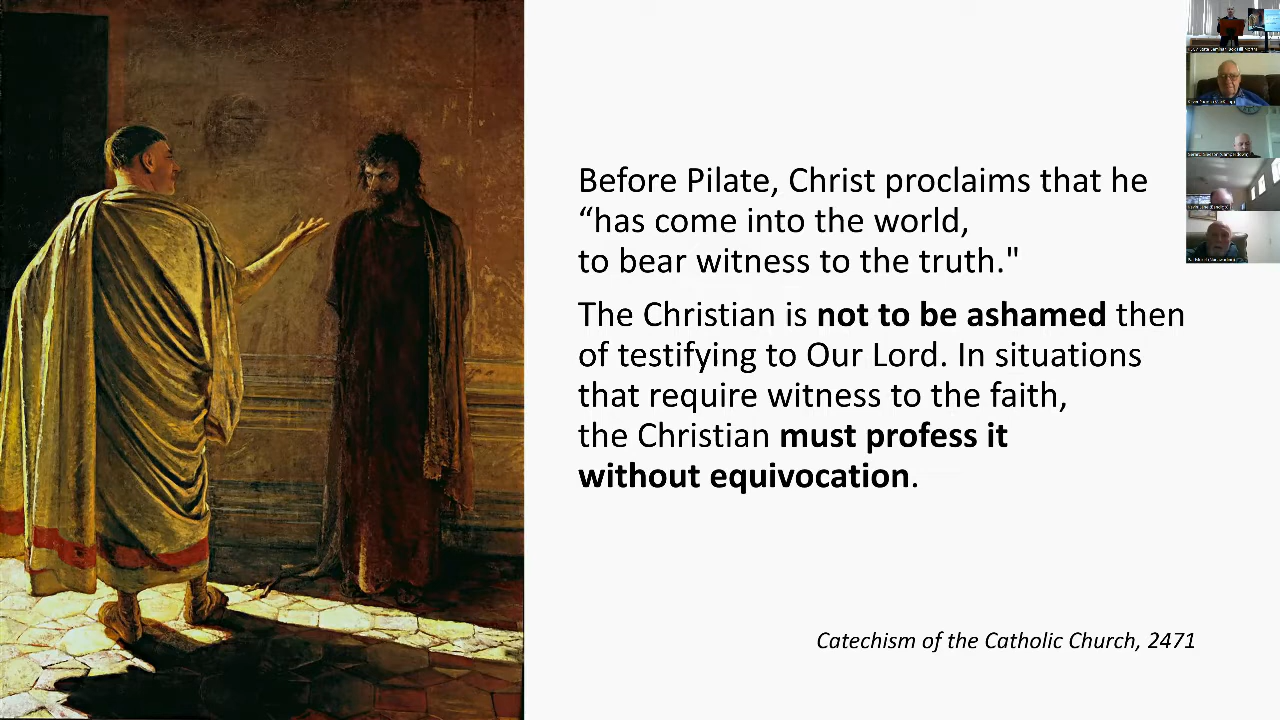 Before Pilate, Christ proclaims that he
“has come into the world,
to bear witness to the truth."
The Christian is not to be ashamed then
of testifying to Our Lord. In situations
that require witness to the faith,
the Christian must profess it
without equivocation.
Catechism of the Catholic Church, 2471